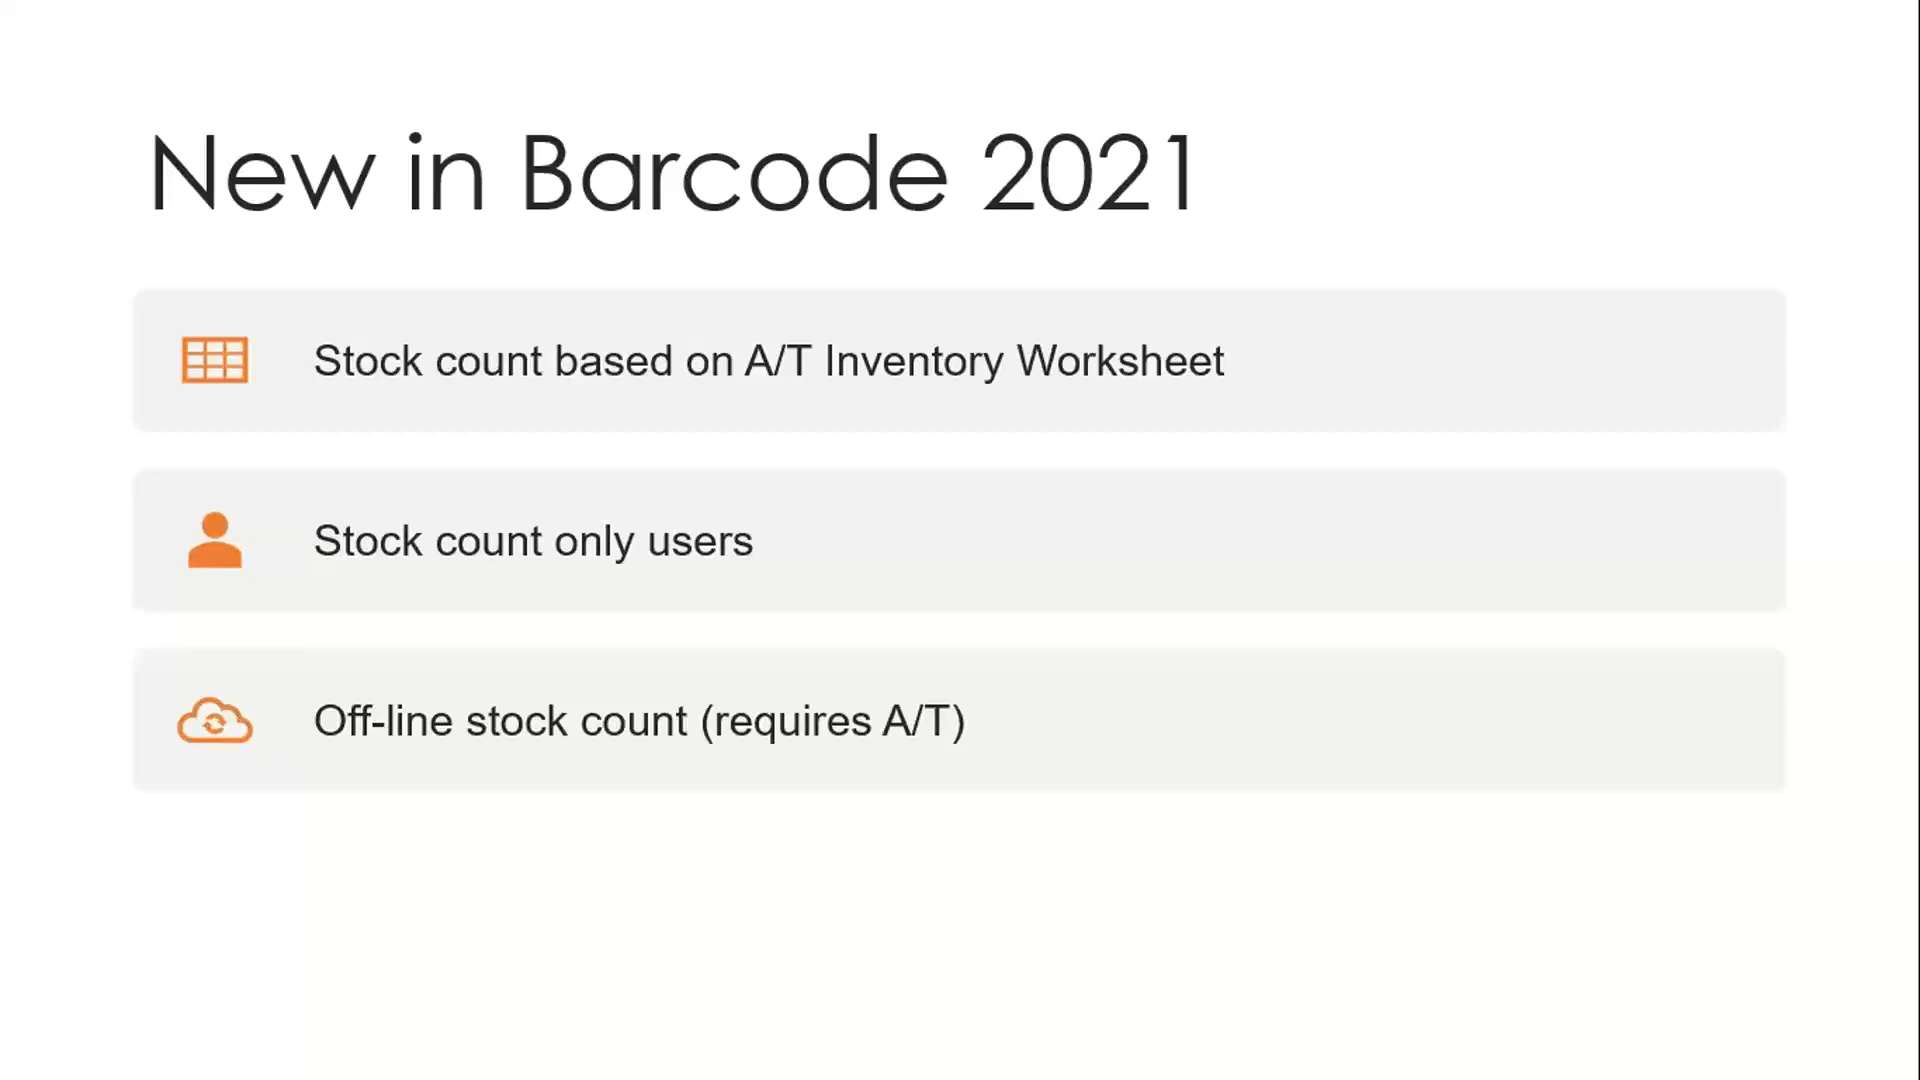 New in Barcode 2021
Stock count based on A/T Inventory Worksheet
Stock count only users
Off-line stock count (requires A/T)